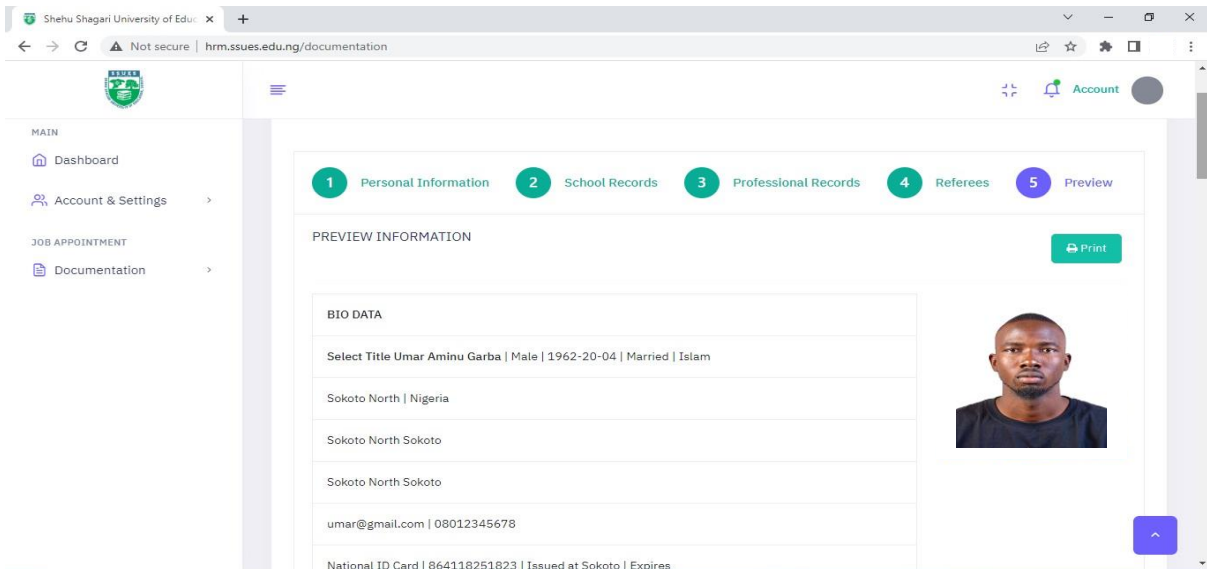 Shehu Shagari University of Educ
Not secure | hrm.ssues.edu.ng/documentation
SSUES
Account
MAIN
Dashboard
Account & Settings
JOB APPOINTMENT
Documentation
1 Personal Information 2 School Records 3 Professional Records 4 Referees 5 Preview
PREVIEW INFORMATION
Print
BIO DATA
Select Title Umar Aminu Garba | Male | 1962-20-04 | Married | Islam
Sokoto North | Nigeria
Sokoto North Sokoto
Sokoto North Sokoto
umar@gmail.com | 08012345678
National ID Card | 864118251823 | Issued at Sokoto | Expires